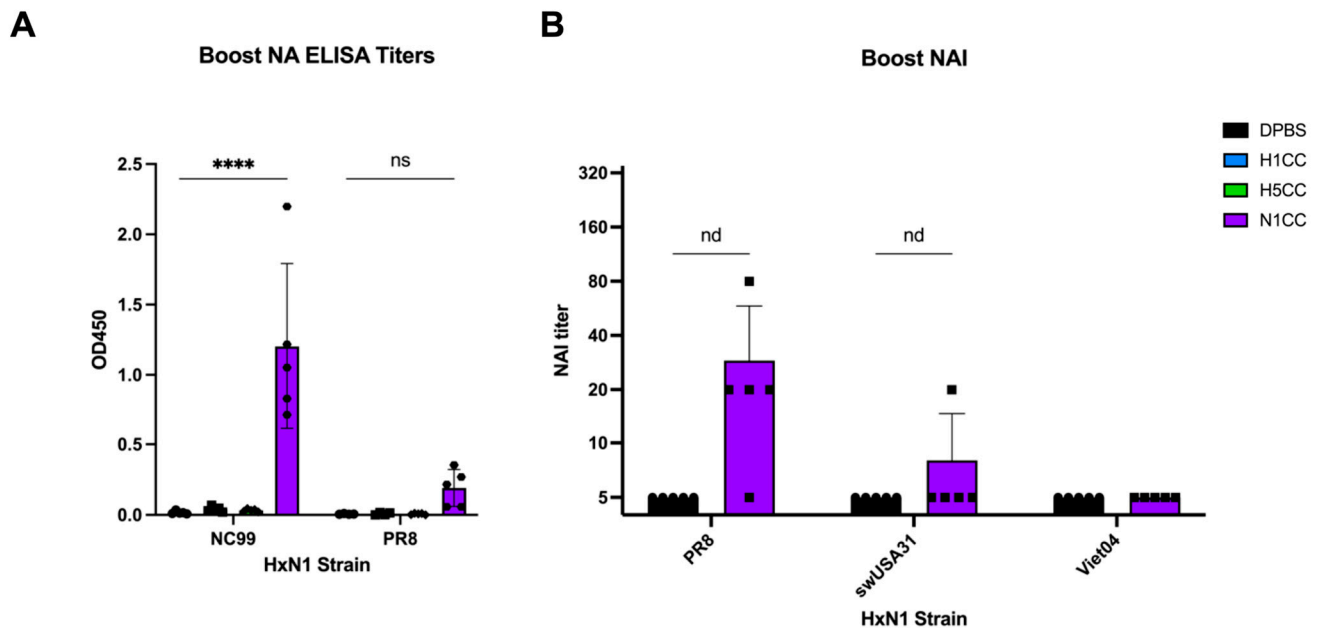 A
B
Boost NA ELISA Titers
Boost NAI
DPBS
H1CC
H5CC
N1CC
****
ns
2.5
2.0
1.5
1.0
0.5
0.0
OD450
NC99
PR8
HxN1 Strain
nd
nd
320
160
80
40
20
10
5
NAI titer
PR8
swUSA31
Viet04
HxN1 Strain